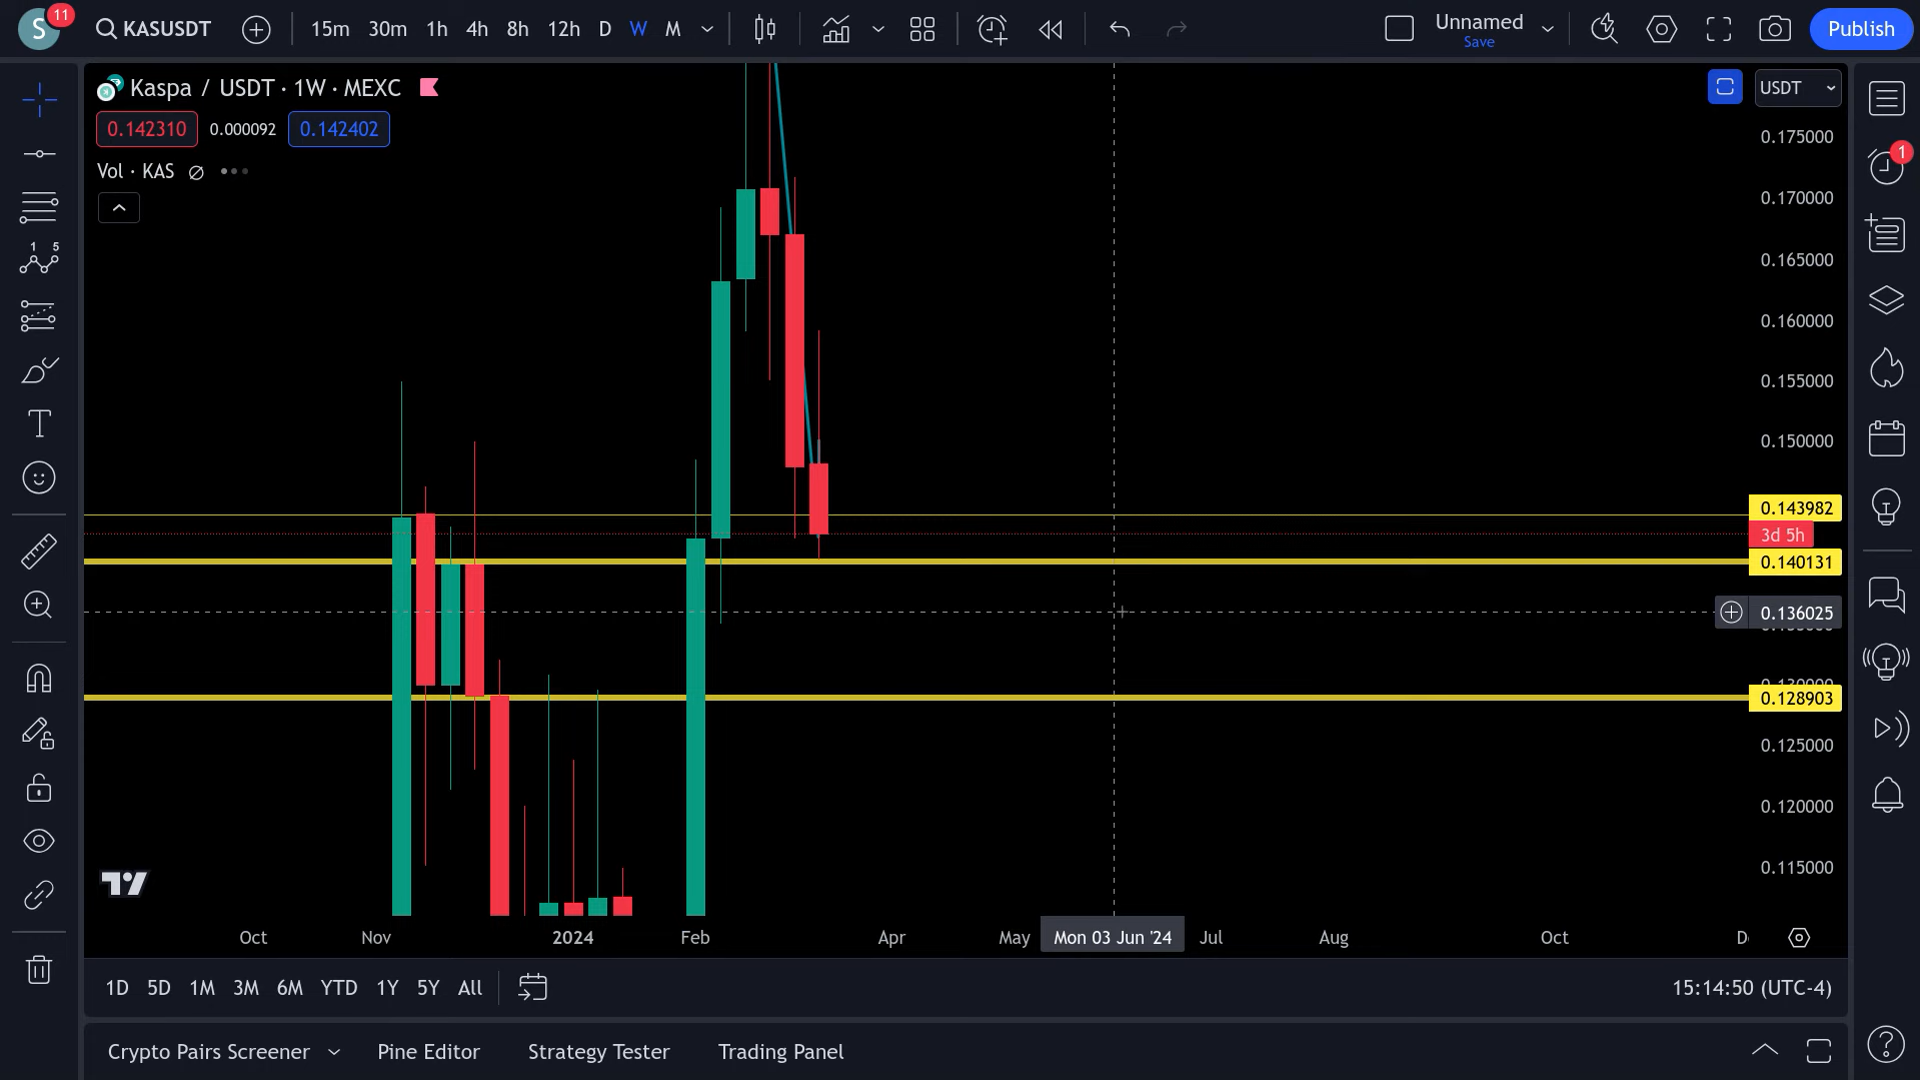 S 11 KASUSDT 15m 30m 1h 4h 8h 12h D W M Unnamed Save Publish
Kaspa / USDT · 1W · MEXC USDT
0.142310 0.000092 0.142402
Vol · KAS
1 5
1
0.175000
0.170000
0.165000
0.160000
0.155000
0.150000
0.143982
3d 5h
0.140131
0.136025
0.128903
0.125000
0.120000
0.115000
Oct Nov 2024 Feb Apr May Mon 03 Jun '24 Jul Aug Oct D
1D 5D 1M 3M 6M YTD 1Y 5Y All 15:14:50 (UTC-4)
Crypto Pairs Screener Pine Editor Strategy Tester Trading Panel